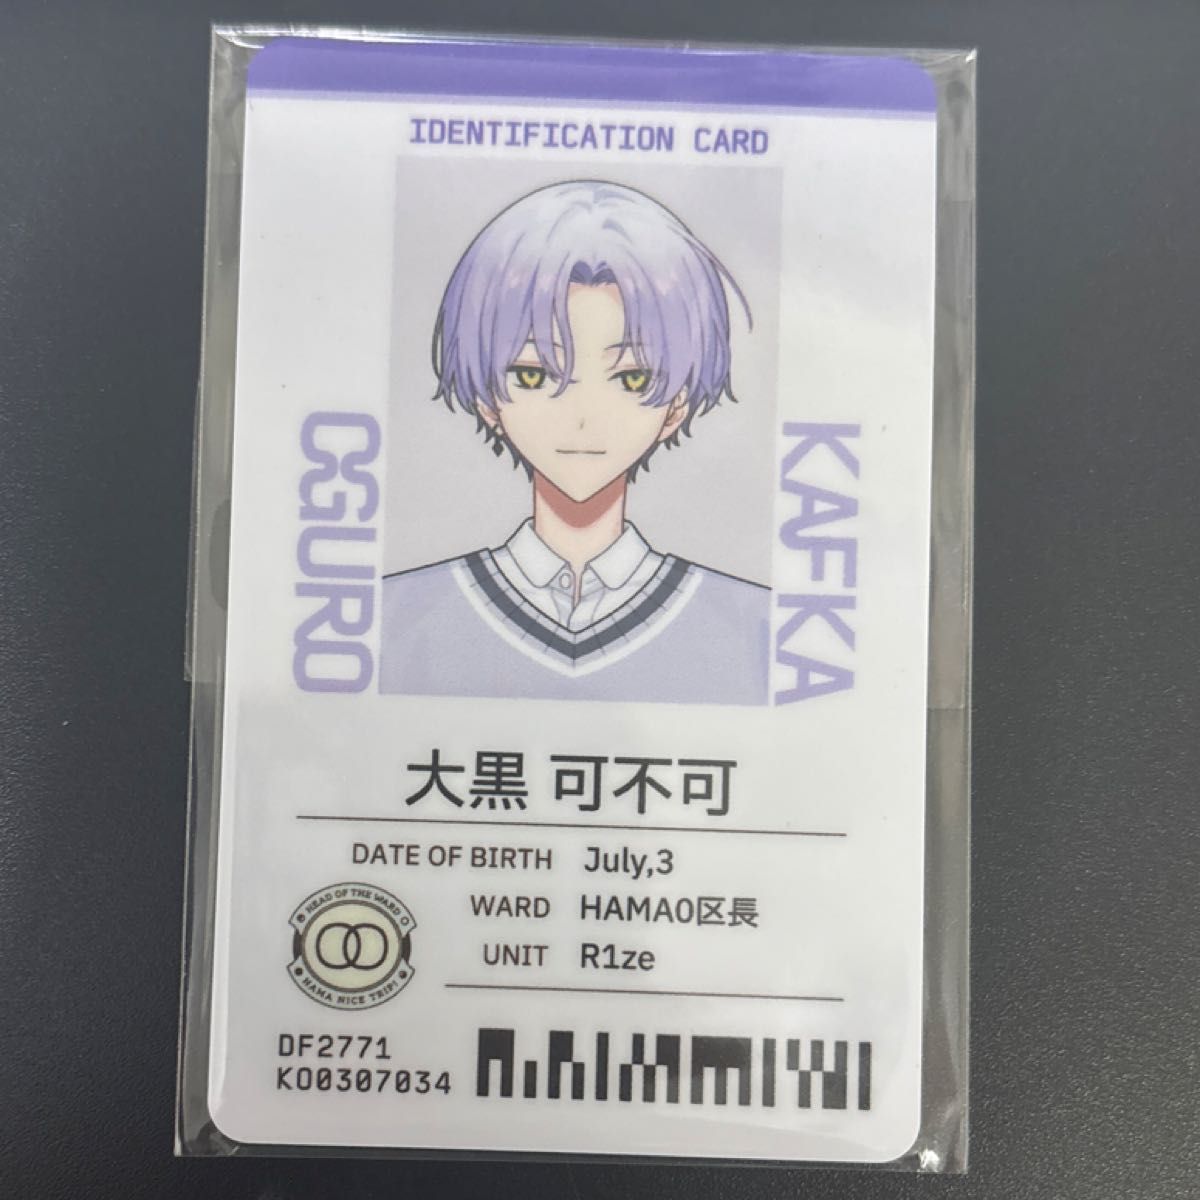 IDENTIFICATION CARD
OGURO
KAFKA
大黒 可不可
DATE OF BIRTH July,3
WARD HAMA0区長
UNIT R1ze
HEAD OF THE WARD
HAMA NICE TRIP!
DF2771
KO0307034